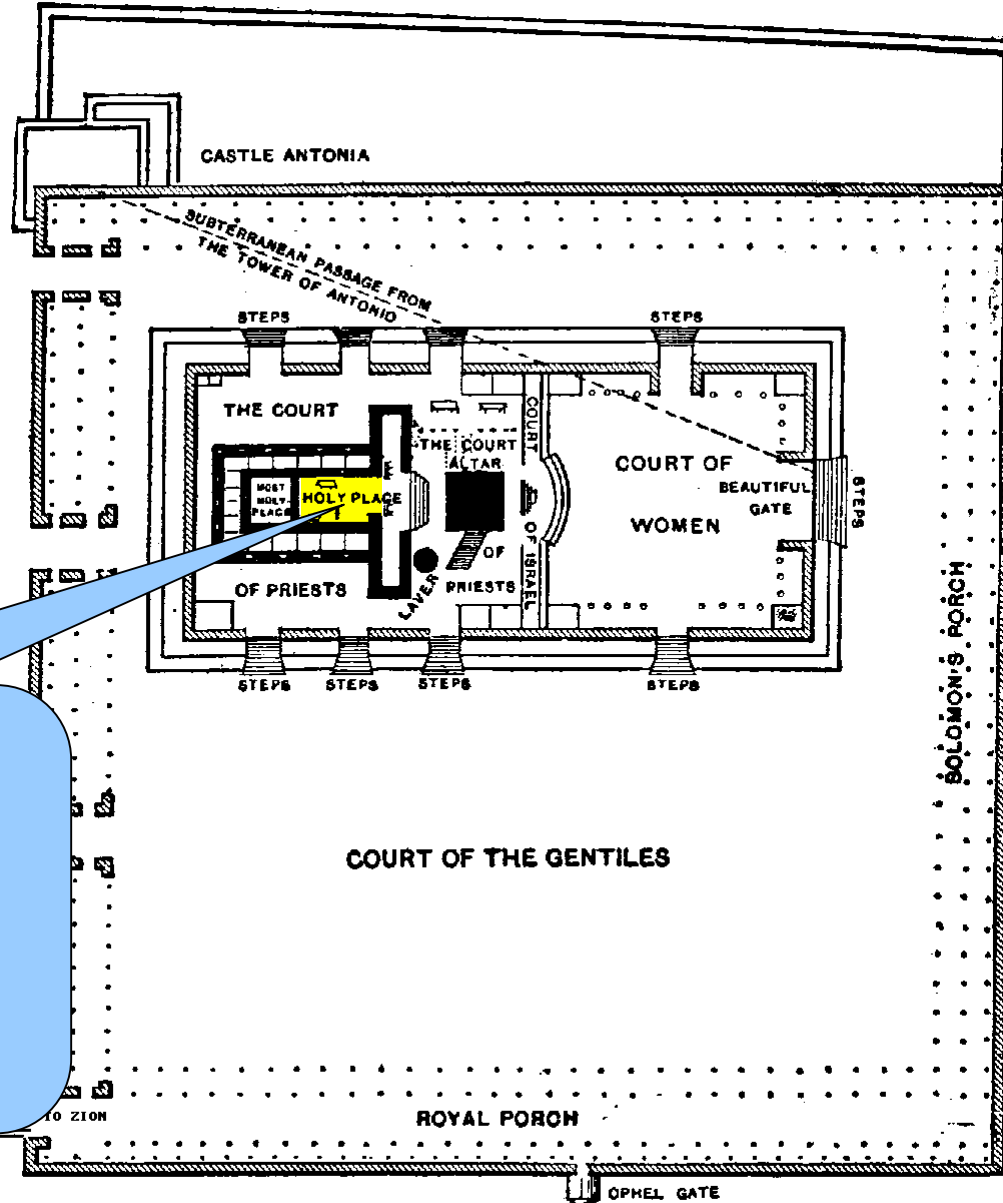 CASTLE ANTONIA
SUBTERRANEAN PASSAGE FROM
THE TOWER OF ANTONIO
STEPS
STEPS
THE COURT
COURT
THE COURT
ALTAR
COURT OF
MOST
HOLY
PLACE
HOLY PLACE
BEAUTIFUL
GATE
STEPS
WOMEN
OF
PRIESTS
OF ISRAEL
OF PRIESTS
LAVER
STEPS
STEPS
STEPS
STEPS
SOLOMON'S PORCH
COURT OF THE GENTILES
TO ZION
ROYAL PORCH
OPHEL GATE